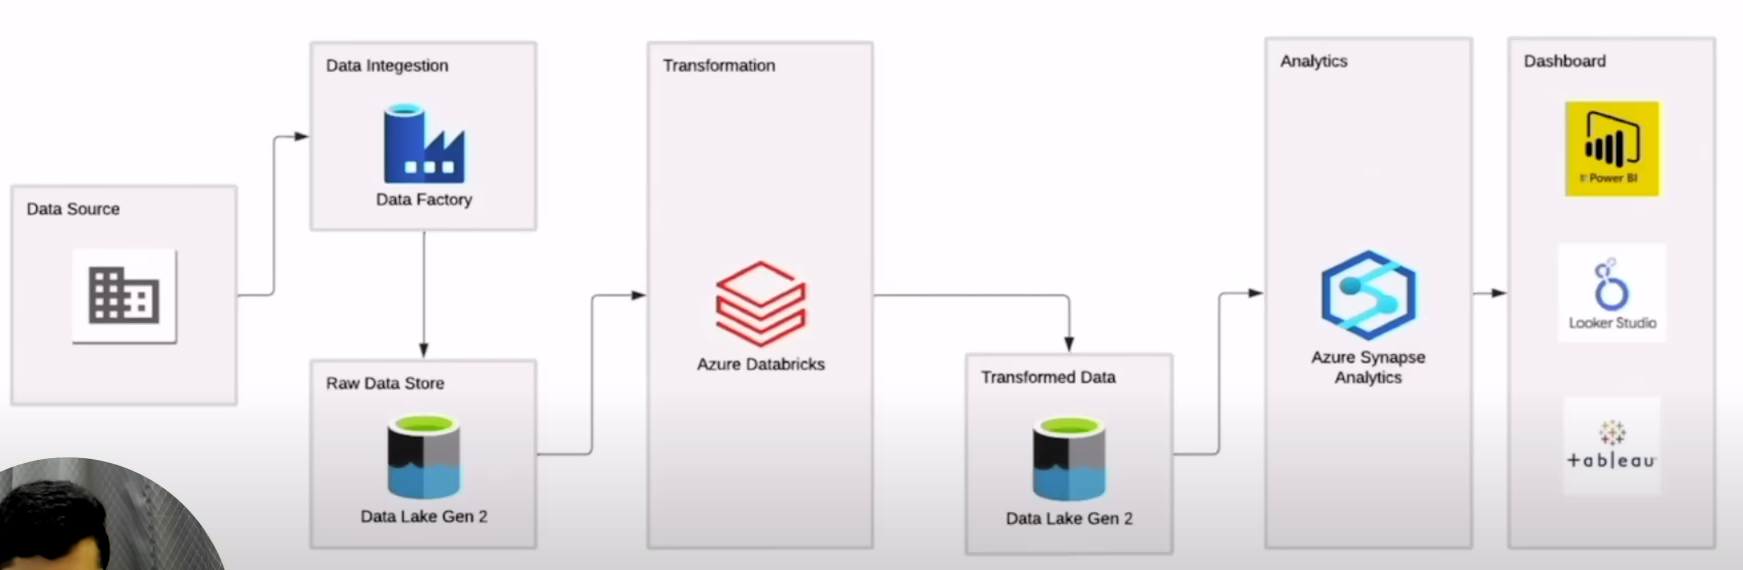 Data Source
Data Integestion
Data Factory
Raw Data Store
Data Lake Gen 2
Transformation
Azure Databricks
Transformed Data
Data Lake Gen 2
Analytics
Azure Synapse
Analytics
Dashboard
Power BI
Looker Studio
+ableau